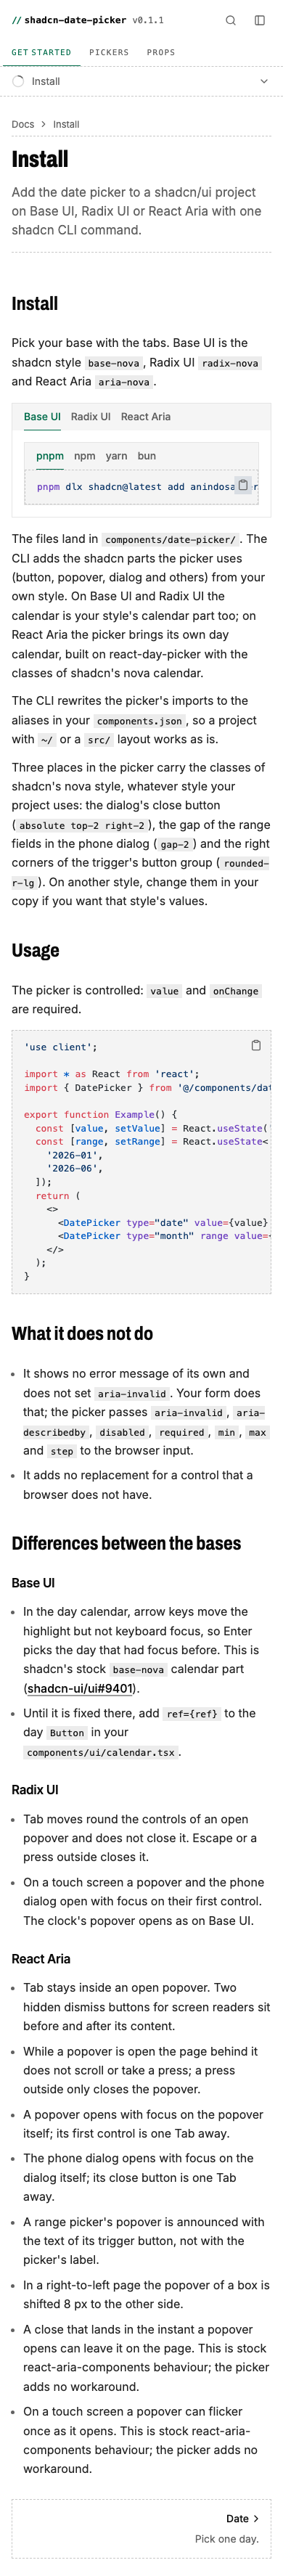 // shadcn-date-picker v0.1.1
GET STARTED PICKERS PROPS
Install
Docs > Install
Install
Add the date picker to a shadcn/ui project
on Base UI, Radix UI or React Aria with one
shadcn CLI command.
Install
Pick your base with the tabs. Base UI is the
shadcn style base-nova, Radix UI radix-nova
and React Aria aria-nova.
Base UI Radix UI React Aria
pnpm npm yarn bun
pnpm dlx shadcn@latest add anindosa
The files land in components/date-picker/. The
CLI adds the shadcn parts the picker uses
(button, popover, dialog and others) from your
own style. On Base UI and Radix UI the
calendar is your style's calendar part too; on
React Aria the picker brings its own day
calendar, built on react-day-picker with the
classes of shadcn's nova calendar.
The CLI rewrites the picker's imports to the
aliases in your components.json, so a project
with ~/ or a src/ layout works as is.
Three places in the picker carry the classes of
shadcn's nova style, whatever style your
project uses: the dialog's close button
(absolute top-2 right-2), the gap of the range
fields in the phone dialog (gap-2) and the right
corners of the trigger's button group (rounded-
r-lg). On another style, change them in your
copy if you want that style's values.
Usage
The picker is controlled: value and onChange
are required.
'use client';
import * as React from 'react';
import { DatePicker } from '@/components/dat
export function Example() {
const [value, setValue] = React.useState('
const [range, setRange] = React.useState<
'2026-01',
'2026-06',
]);
return (
<>
<DatePicker type="date" value={value}
<DatePicker type="month" range value=
</>
);
}
What it does not do
It shows no error message of its own and
does not set aria-invalid. Your form does
that; the picker passes aria-invalid, aria-
describedby, disabled, required, min, max
and step to the browser input.
It adds no replacement for a control that a
browser does not have.
Differences between the bases
Base UI
In the day calendar, arrow keys move the
highlight but not keyboard focus, so Enter
picks the day that had focus before. This is
shadcn's stock base-nova calendar part
(shadcn-ui/ui#9401).
Until it is fixed there, add ref={ref} to the
day Button in your
components/ui/calendar.tsx.
Radix UI
Tab moves round the controls of an open
popover and does not close it. Escape or a
press outside closes it.
On a touch screen a popover and the phone
dialog open with focus on their first control.
The clock's popover opens as on Base UI.
React Aria
Tab stays inside an open popover. Two
hidden dismiss buttons for screen readers sit
before and after its content.
While a popover is open the page behind it
does not scroll or take a press; a press
outside only closes the popover.
A popover opens with focus on the popover
itself; its first control is one Tab away.
The phone dialog opens with focus on the
dialog itself; its close button is one Tab
away.
A range picker's popover is announced with
the text of its trigger button, not with the
picker's label.
In a right-to-left page the popover of a box is
shifted 8 px to the other side.
A close that lands in the instant a popover
opens can leave it on the page. This is stock
react-aria-components behaviour; the picker
adds no workaround.
On a touch screen a popover can flicker
once as it opens. This is stock react-aria-
components behaviour; the picker adds no
workaround.
Date >
Pick one day.